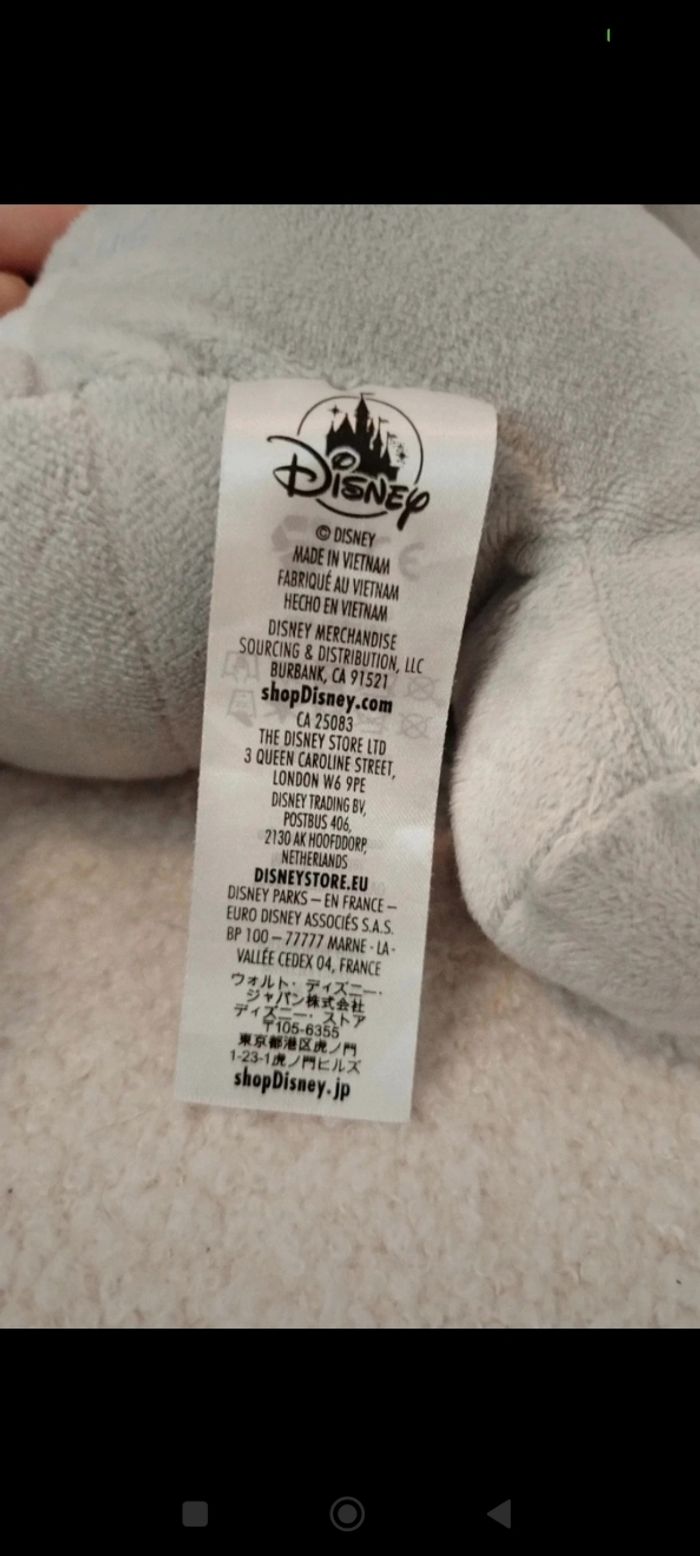 Disney
© DISNEY
MADE IN VIETNAM
FABRIQUÉ AU VIETNAM
HECHO EN VIETNAM
DISNEY MERCHANDISE
SOURCING & DISTRIBUTION, LLC
BURBANK, CA 91521
shopDisney.com
CA 25083
THE DISNEY STORE LTD
3 QUEEN CAROLINE STREET,
LONDON W6 9PE
DISNEY TRADING BV,
POSTBUS 406,
2130 AK HOOFDDORP,
NETHERLANDS
DISNEYSTORE.EU
DISNEY PARKS – EN FRANCE –
EURO DISNEY ASSOCIÉS S.A.S.
BP 100 – 77777 MARNE - LA -
VALLÉE CEDEX 04, FRANCE
ウォルト・ディズニー・
ジャパン株式会社
ディズニー・ストア
〒105-6355
東京都港区虎ノ門
1-23-1虎ノ門ヒルズ
shopDisney.jp